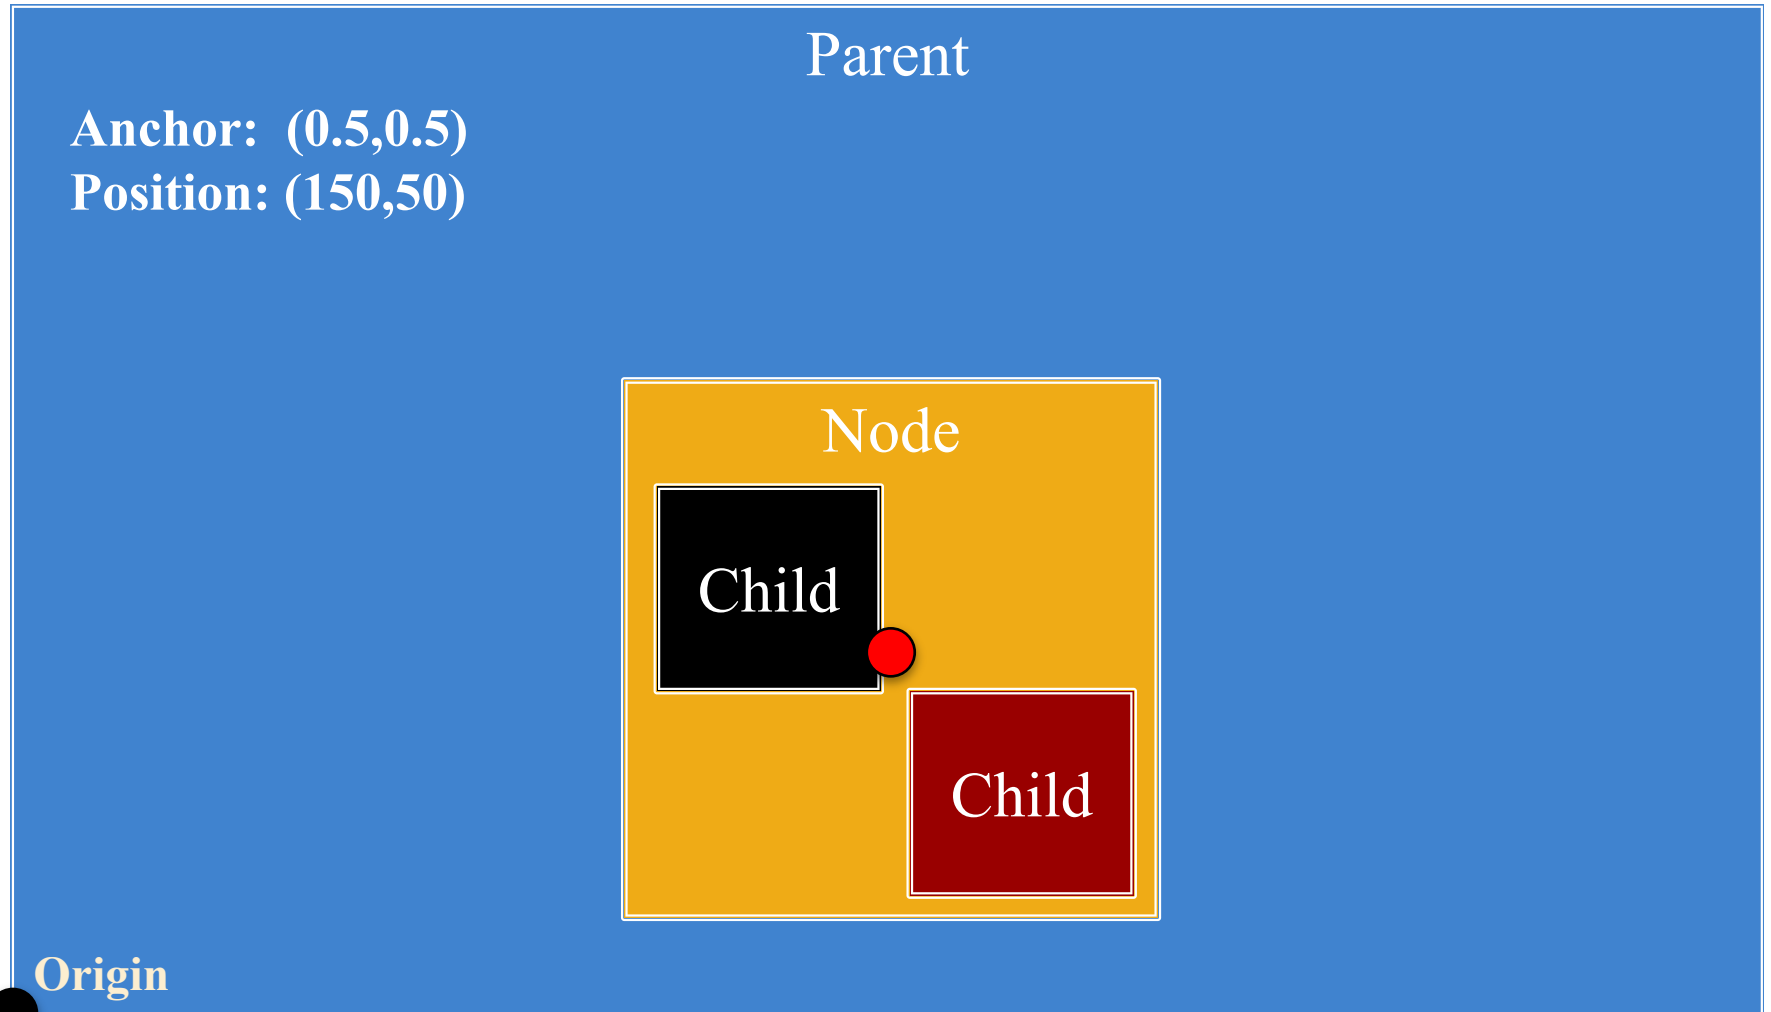 Parent
Anchor: (0.5,0.5)
Position: (150,50)
Node
Child
Child
Origin